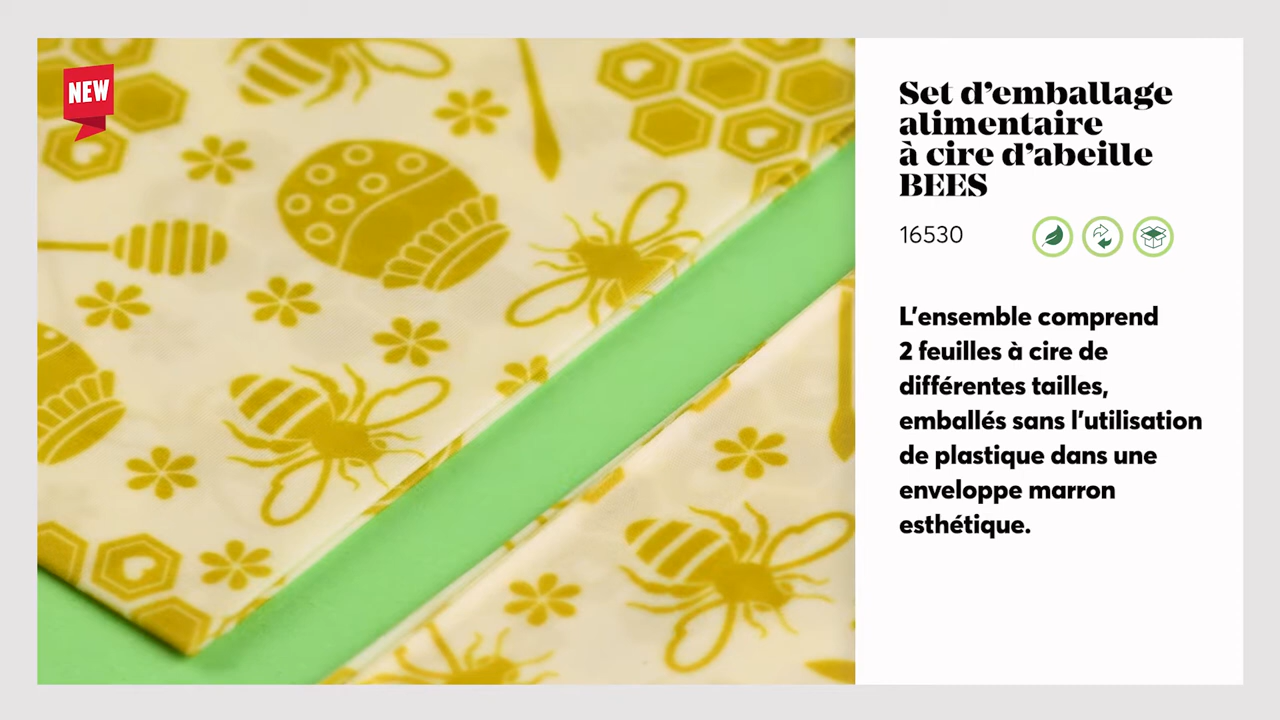 NEW
Set d’emballage
alimentaire
à cire d’abeille
BEES
16530
L’ensemble comprend
2 feuilles à cire de
différentes tailles,
emballés sans l’utilisation
de plastique dans une
enveloppe marron
esthétique.